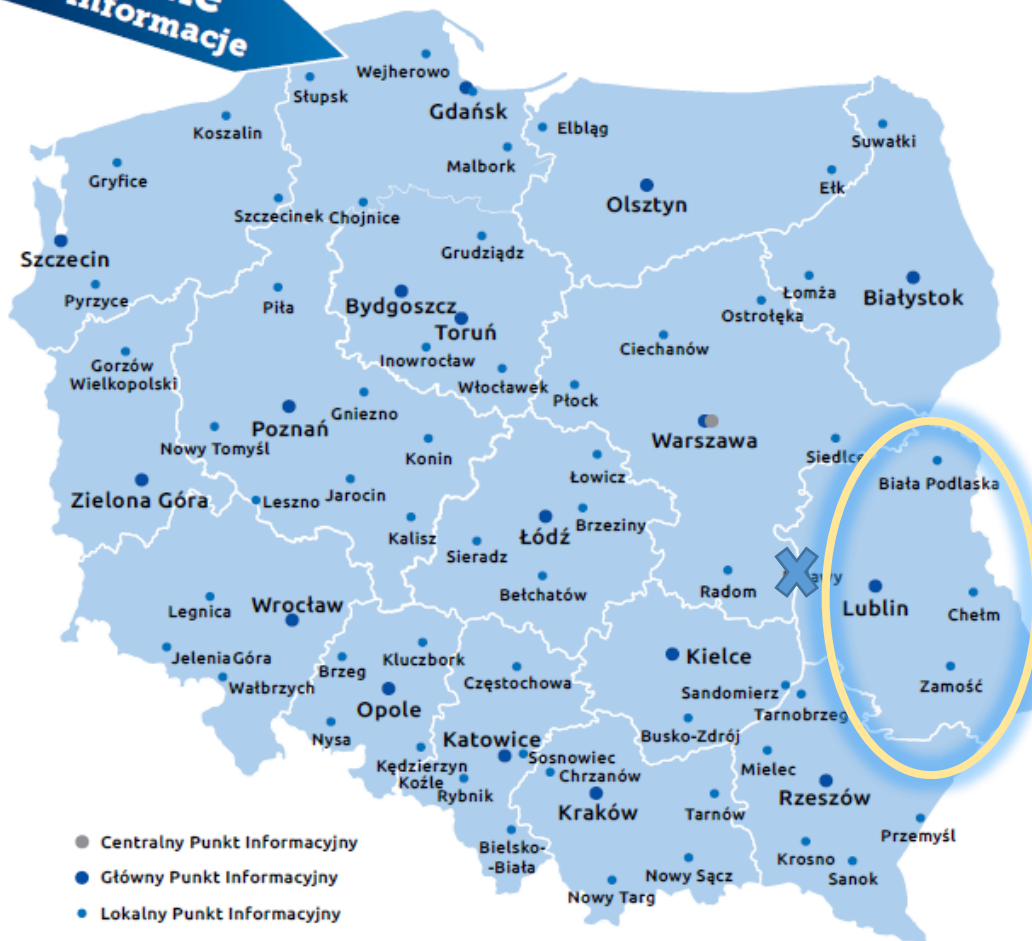 informacje
Wejherowo
Słupsk
Gdańsk
Koszalin
Elbląg
Suwałki
Malbork
Gryfice
Ełk
Olsztyn
Szczecinek
Chojnice
Grudziądz
Szczecin
Pyrzyce
Piła
Bydgoszcz
Łomża
Białystok
Ostrołęka
Toruń
Ciechanów
Inowrocław
Gorzów
Wielkopolski
Włocławek
Płock
Gniezno
Poznań
Warszawa
Nowy Tomyśl
Konin
Łowicz
Biała Podlaska
Zielona Góra
Leszno
Jarocin
Brzeziny
Kalisz
Łódź
Sieradz
Radom
Bełchatów
Lublin
Chełm
Legnica
Wrocław
Jelenia Góra
Brzeg
Kluczbork
Kielce
Wałbrzych
Częstochowa
Sandomierz
Zamość
Opole
Tarnobrzeg
Nysa
Katowice
Busko-Zdrój
Sosnowiec
Kędzierzyn
Koźle
Chrzanów
Mielec
Rybnik
Kraków
Tarnów
Rzeszów
Przemyśl
Bielsko-
-Biała
Krosno
Nowy Sącz
Sanok
Nowy Targ
Centralny Punkt Informacyjny
Główny Punkt Informacyjny
Lokalny Punkt Informacyjny